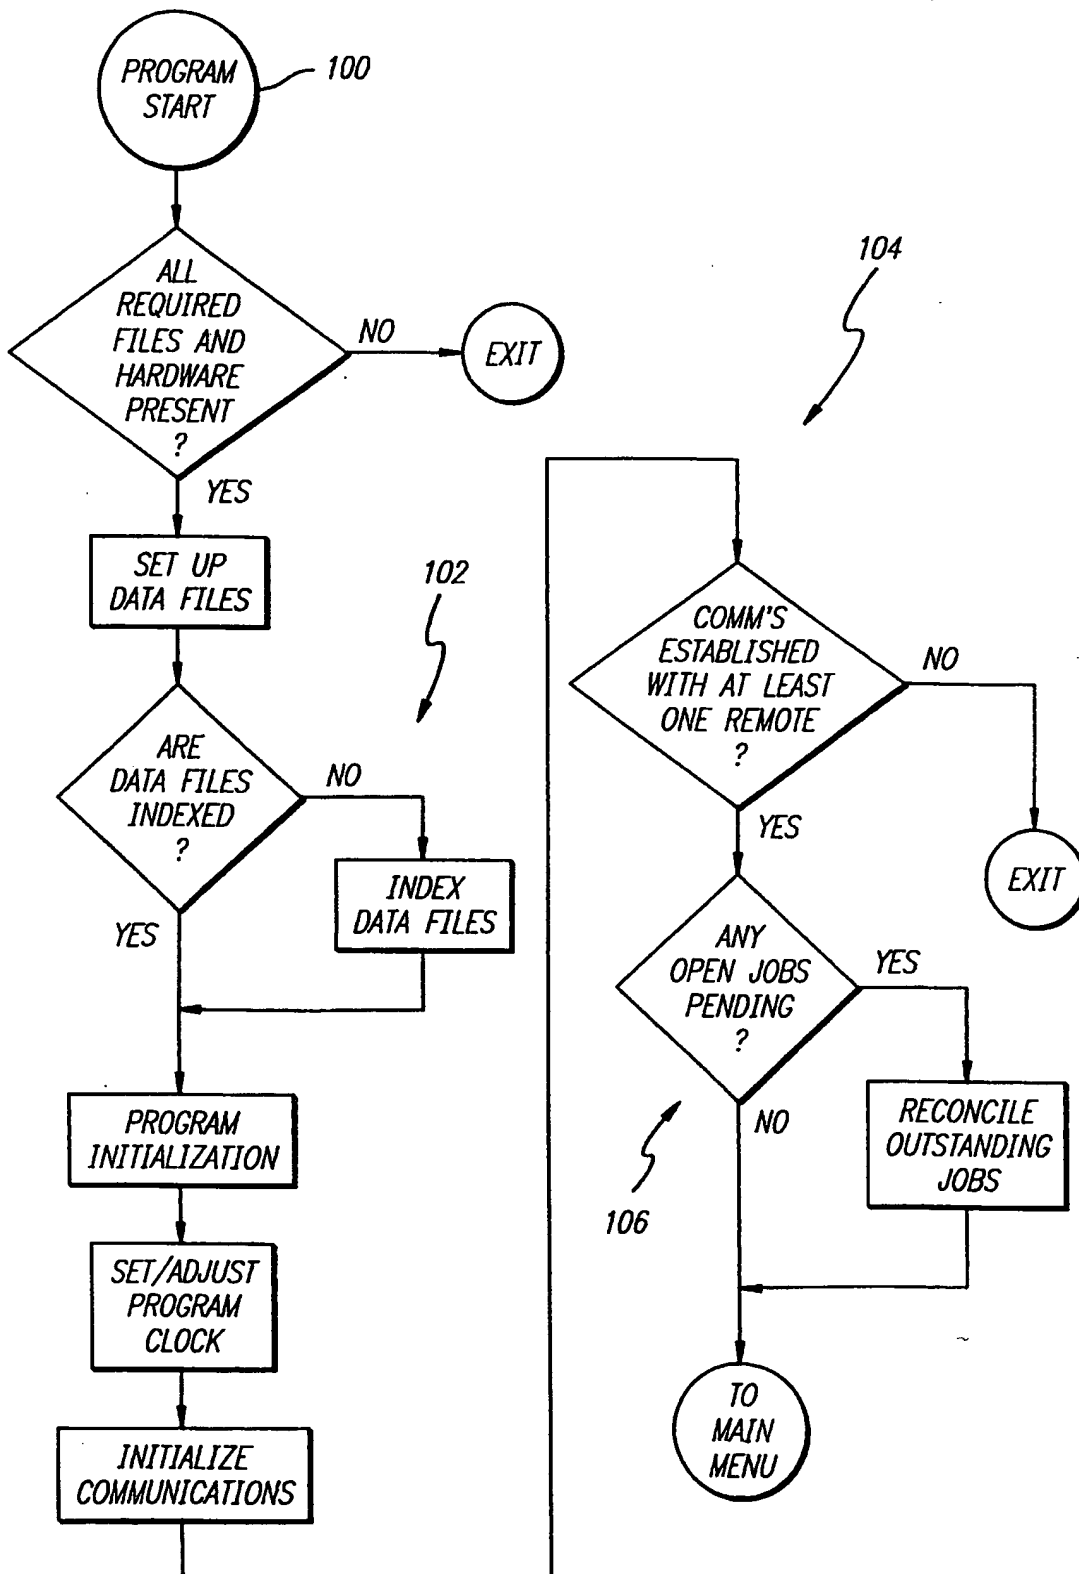 PROGRAM
START
100
ALL
REQUIRED
FILES AND
HARDWARE
PRESENT
?
NO
EXIT
YES
SET UP
DATA FILES
102
ARE
DATA FILES
INDEXED
?
NO
INDEX
DATA FILES
YES
PROGRAM
INITIALIZATION
SET/ADJUST
PROGRAM
CLOCK
INITIALIZE
COMMUNICATIONS
104
COMM'S
ESTABLISHED
WITH AT LEAST
ONE REMOTE
?
NO
EXIT
YES
ANY
OPEN JOBS
PENDING
?
YES
RECONCILE
OUTSTANDING
JOBS
NO
106
TO
MAIN
MENU